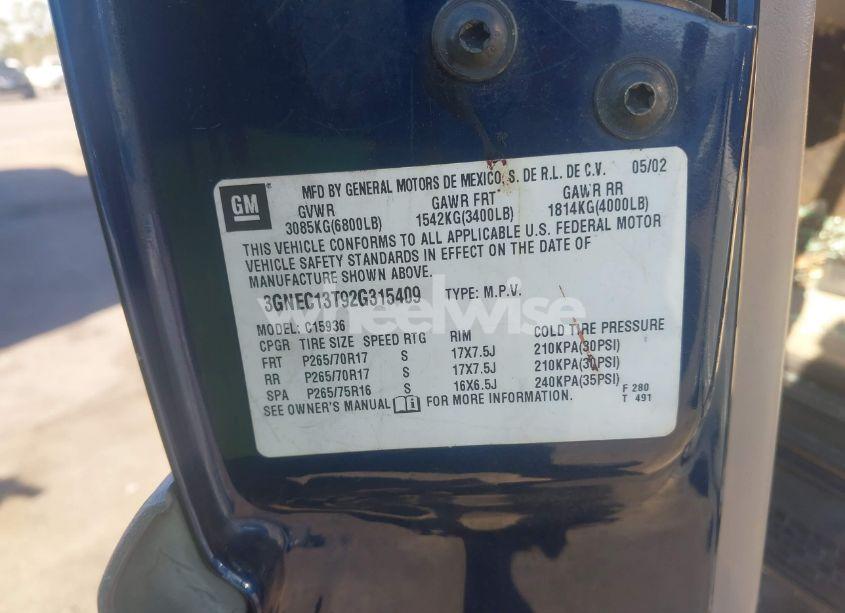 MFD BY GENERAL MOTORS DE MEXICO, S. DE R.L. DE C.V. 05/02
GM
GVWR GAWR FRT GAWR RR
3085KG(6800LB) 1542KG(3400LB) 1814KG(4000LB)
THIS VEHICLE CONFORMS TO ALL APPLICABLE U.S. FEDERAL MOTOR
VEHICLE SAFETY STANDARDS IN EFFECT ON THE DATE OF
MANUFACTURE SHOWN ABOVE.
3GNEC13T92G315409 TYPE: M.P.V.
wheelwise
MODEL: C15936
CPGR TIRE SIZE SPEED RTG RIM COLD TIRE PRESSURE
FRT P265/70R17 S 17X7.5J 210KPA(30PSI)
RR P265/70R17 S 17X7.5J 210KPA(30PSI)
SPA P265/75R16 S 16X6.5J 240KPA(35PSI)
F 280
SEE OWNER'S MANUAL FOR MORE INFORMATION.
T 491